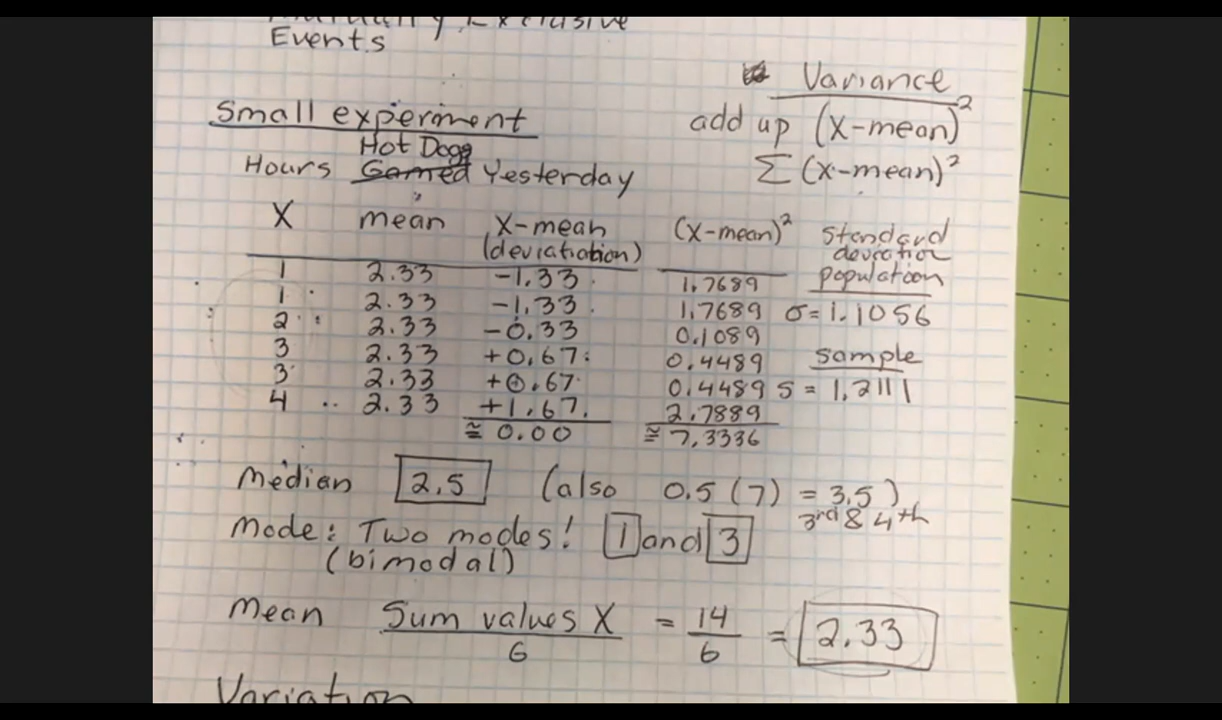 Mutually Exclusive
Events
Variance
add up (X-mean)²
Σ (x-mean)²
Small experiment
Hot Dogs
Hours Gamed Yesterday
X mean X-mean (deviatiation) (X-mean)²
1 2.33 -1.33 1.7689
1 2.33 -1.33 1.7689
2 2.33 -0.33 0.1089
3 2.33 +0.67 0.4489
3 2.33 +0.67 0.4489
4 2.33 +1.67 2.7889
≅ 0.00 ≅ 7.3336
standard
deviation
population
σ = 1.1056
sample
s = 1.2111
Median 2.5 (also 0.5 (7) = 3.5)
3rd & 4th
Mode: Two modes! 1 and 3
(bimodal)
Mean Sum values X / 6 = 14 / 6 = 2.33
Variation